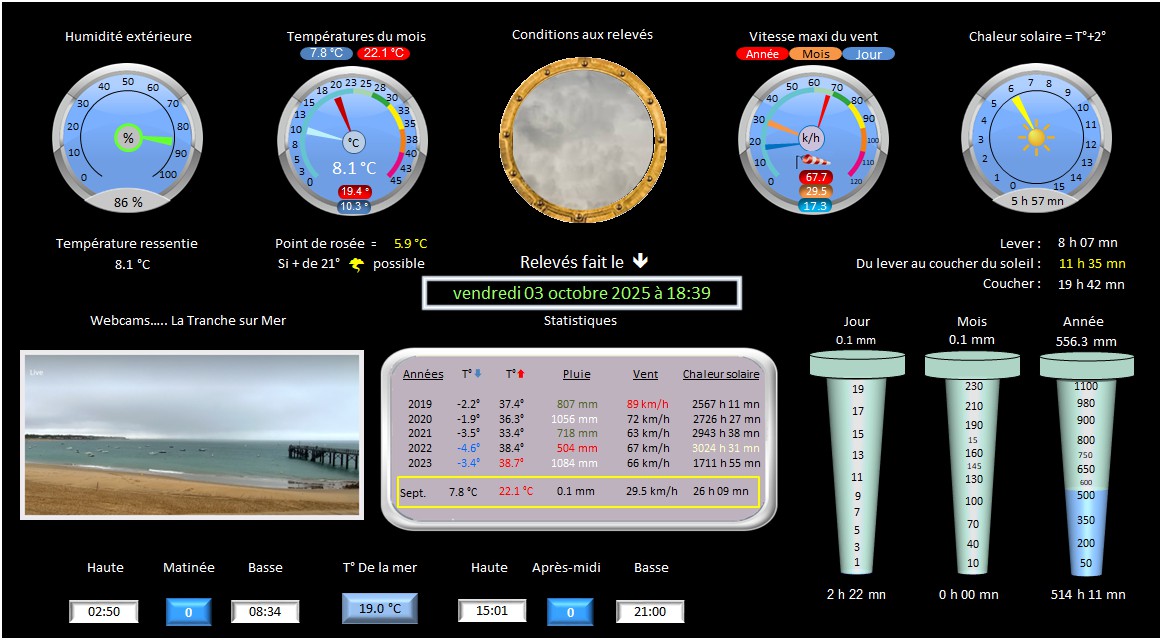 Humidité extérieure
Températures du mois
Conditions aux relevés
Vitesse maxi du vent
Chaleur solaire = T°+2°
7.8 °C 22.1 °C
Année Mois Jour
0 10 20 30 40 50 60 70 80 90 100
%
86 %
0 3 5 8 10 13 15 18 20 23 25 28 30 33 35 38 40 43 45
°C
8.1 °C
19.4 °
10.3 °
0 10 20 30 40 50 60 70 80 90 100 110 120
k/h
67.7
29.5
17.3
0 1 2 3 4 5 6 7 8 9 10 11 12 13 14 15
5 h 57 mn
Température ressentie
8.1 °C
Point de rosée = 5.9 °C
Si + de 21° possible
Relevés fait le
vendredi 03 octobre 2025 à 18:39
Lever : 8 h 07 mn
Du lever au coucher du soleil : 11 h 35 mn
Coucher : 19 h 42 mn
Webcams..... La Tranche sur Mer
Live
Statistiques
Années T° T° Pluie Vent Chaleur solaire
2019 -2.2° 37.4° 807 mm 89 km/h 2567 h 11 mn
2020 -1.9° 36.3° 1056 mm 72 km/h 2726 h 27 mn
2021 -3.5° 33.4° 718 mm 63 km/h 2943 h 38 mn
2022 -4.6° 38.4° 504 mm 67 km/h 3024 h 31 mn
2023 -3.4° 38.7° 1084 mm 66 km/h 1711 h 55 mn
Sept. 7.8 °C 22.1 °C 0.1 mm 29.5 km/h 26 h 09 mn
Jour Mois Année
0.1 mm 0.1 mm 556.3 mm
19 17 15 13 11 9 7 5 3 1
230 210 190 15 160 145 130 100 70 40 10
1100 980 900 800 750 650 600 500 350 200 50
2 h 22 mn 0 h 00 mn 514 h 11 mn
Haute Matinée Basse T° De la mer Haute Après-midi Basse
02:50 0 08:34 19.0 °C 15:01 0 21:00